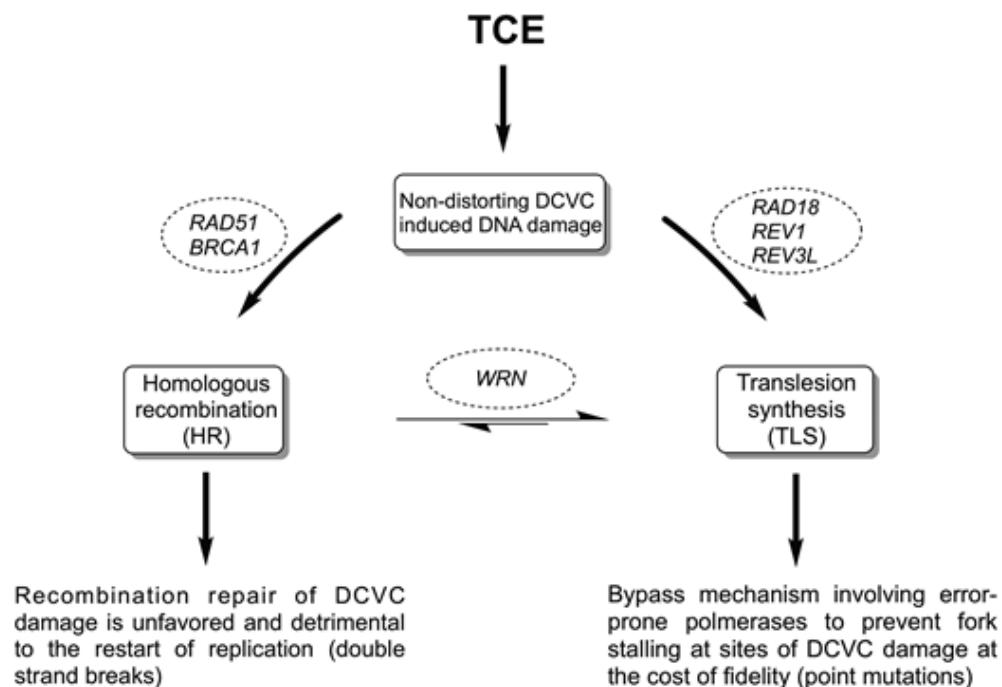 TCE
Non-distorting DCVC
induced DNA damage
RAD51
BRCA1
RAD18
REV1
REV3L
WRN
Homologous
recombination
(HR)
Translesion
synthesis
(TLS)
Recombination repair of DCVC
damage is unfavored and detrimental
to the restart of replication (double
strand breaks)
Bypass mechanism involving error-
prone polmerases to prevent fork
stalling at sites of DCVC damage at
the cost of fidelity (point mutations)